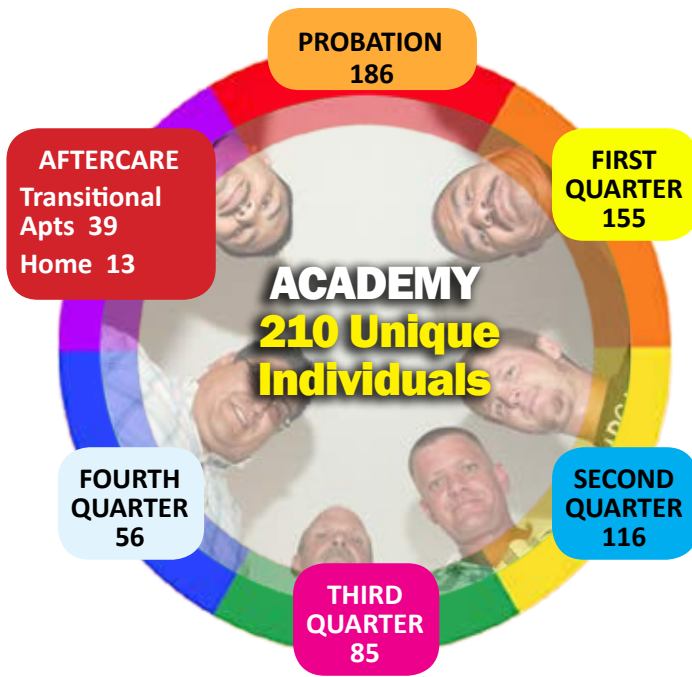 PROBATION
186
FIRST
QUARTER
155
SECOND
QUARTER
116
THIRD
QUARTER
85
FOURTH
QUARTER
56
AFTERCARE
Transitional
Apts 39
Home 13
ACADEMY
210 Unique
Individuals